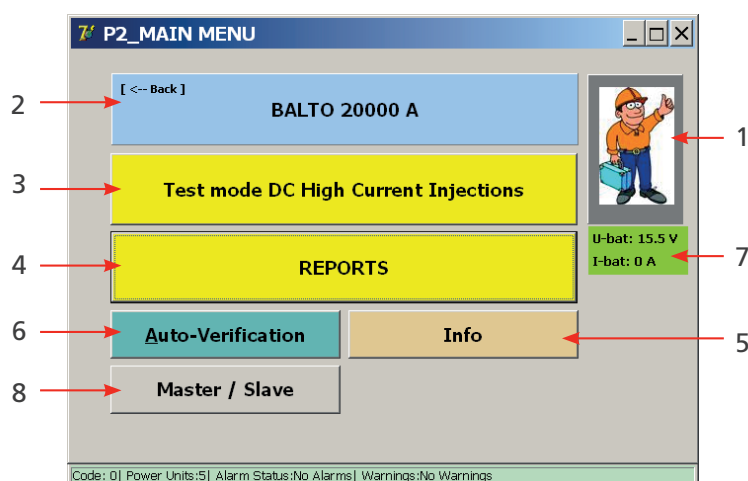 P2_MAIN MENU
[ <-- Back ]
BALTO 20000 A
Test mode DC High Current Injections
REPORTS
Auto-Verification
Info
Master / Slave
U-bat: 15.5 V
I-bat: 0 A
Code: 0| Power Units:5| Alarm Status:No Alarms| Warnings:No Warnings
2
3
4
6
8
1
7
5